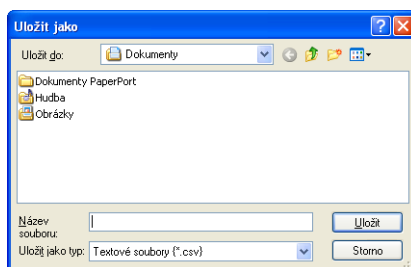 Uložit jako
Uložit do: Dokumenty
Dokumenty PaperPort
Hudba
Obrázky
Název souboru:
Uložit
Uložit jako typ: Textové soubory (*.csv)
Storno